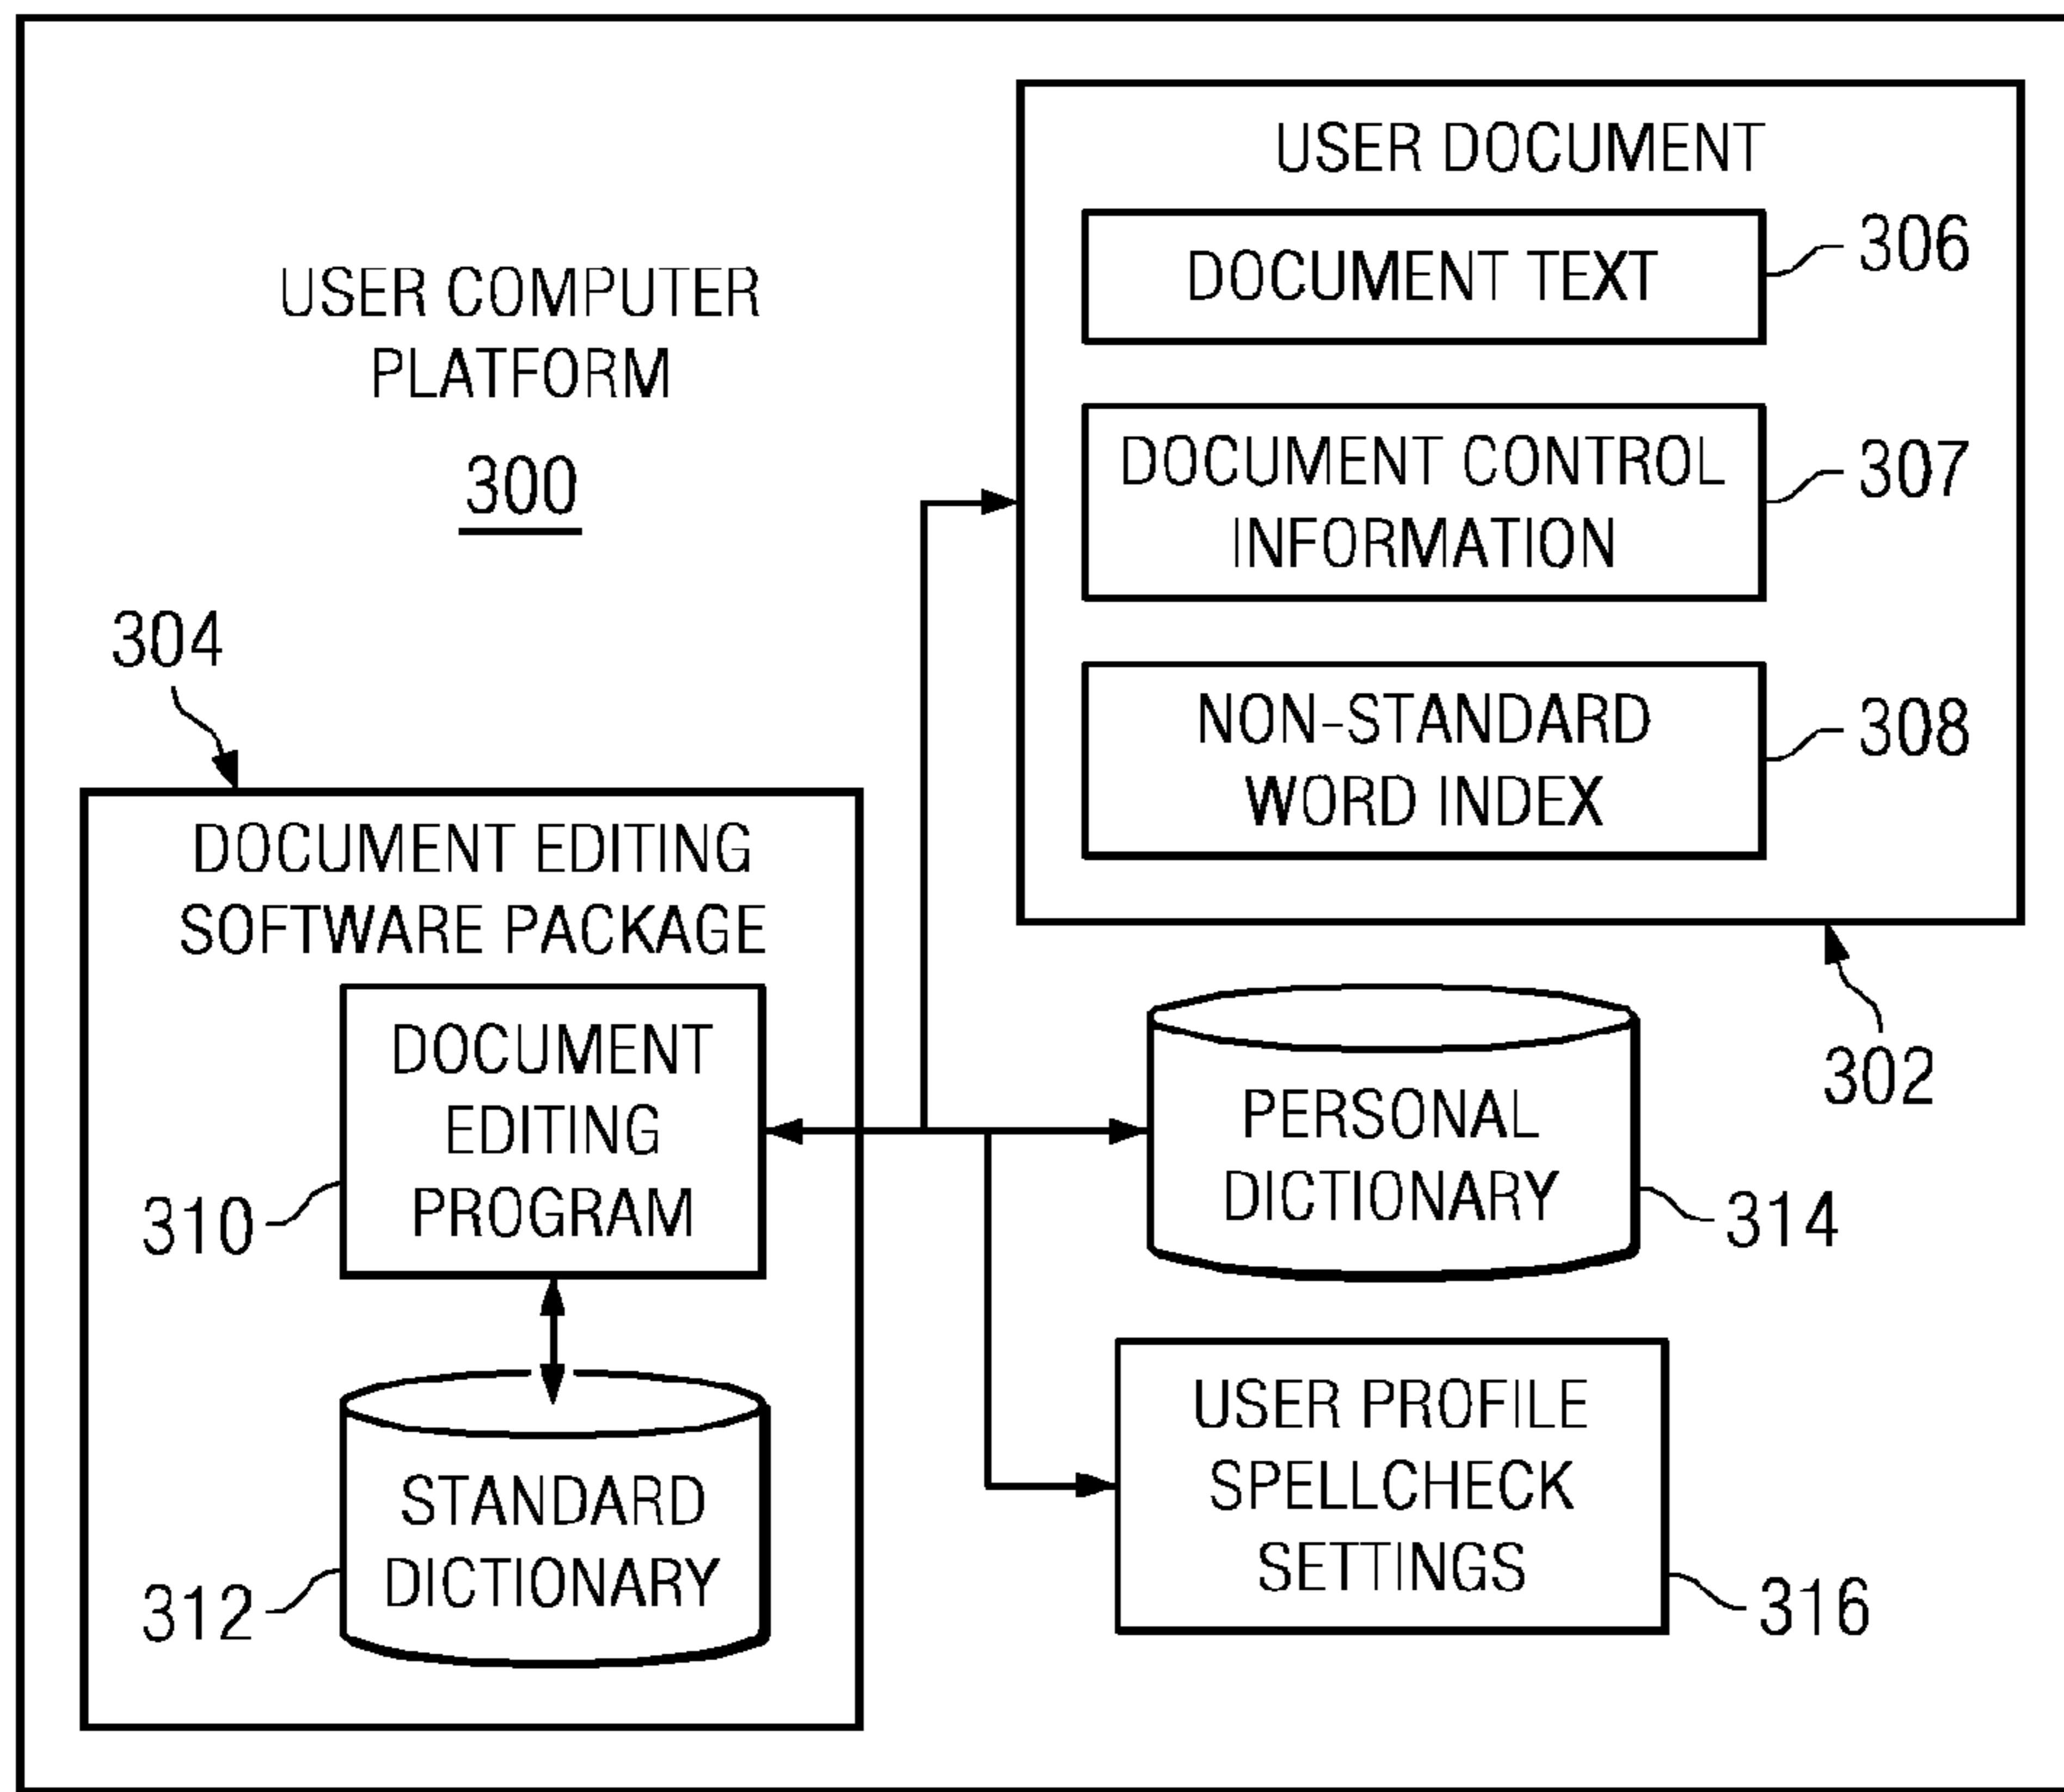 USER COMPUTER
PLATFORM
300
USER DOCUMENT
DOCUMENT TEXT
306
DOCUMENT CONTROL
INFORMATION
307
NON-STANDARD
WORD INDEX
308
302
304
DOCUMENT EDITING
SOFTWARE PACKAGE
DOCUMENT
EDITING
PROGRAM
310
STANDARD
DICTIONARY
312
PERSONAL
DICTIONARY
314
USER PROFILE
SPELLCHECK
SETTINGS
316